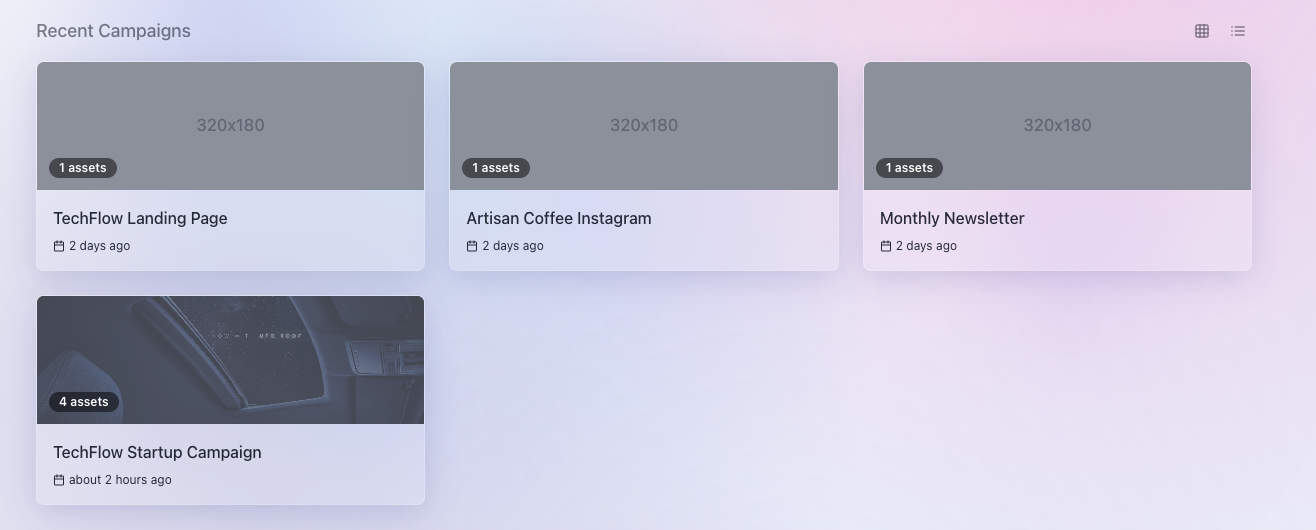 Recent Campaigns
320x180
1 assets
TechFlow Landing Page
2 days ago
320x180
1 assets
Artisan Coffee Instagram
2 days ago
320x180
1 assets
Monthly Newsletter
2 days ago
4 assets
TechFlow Startup Campaign
about 2 hours ago